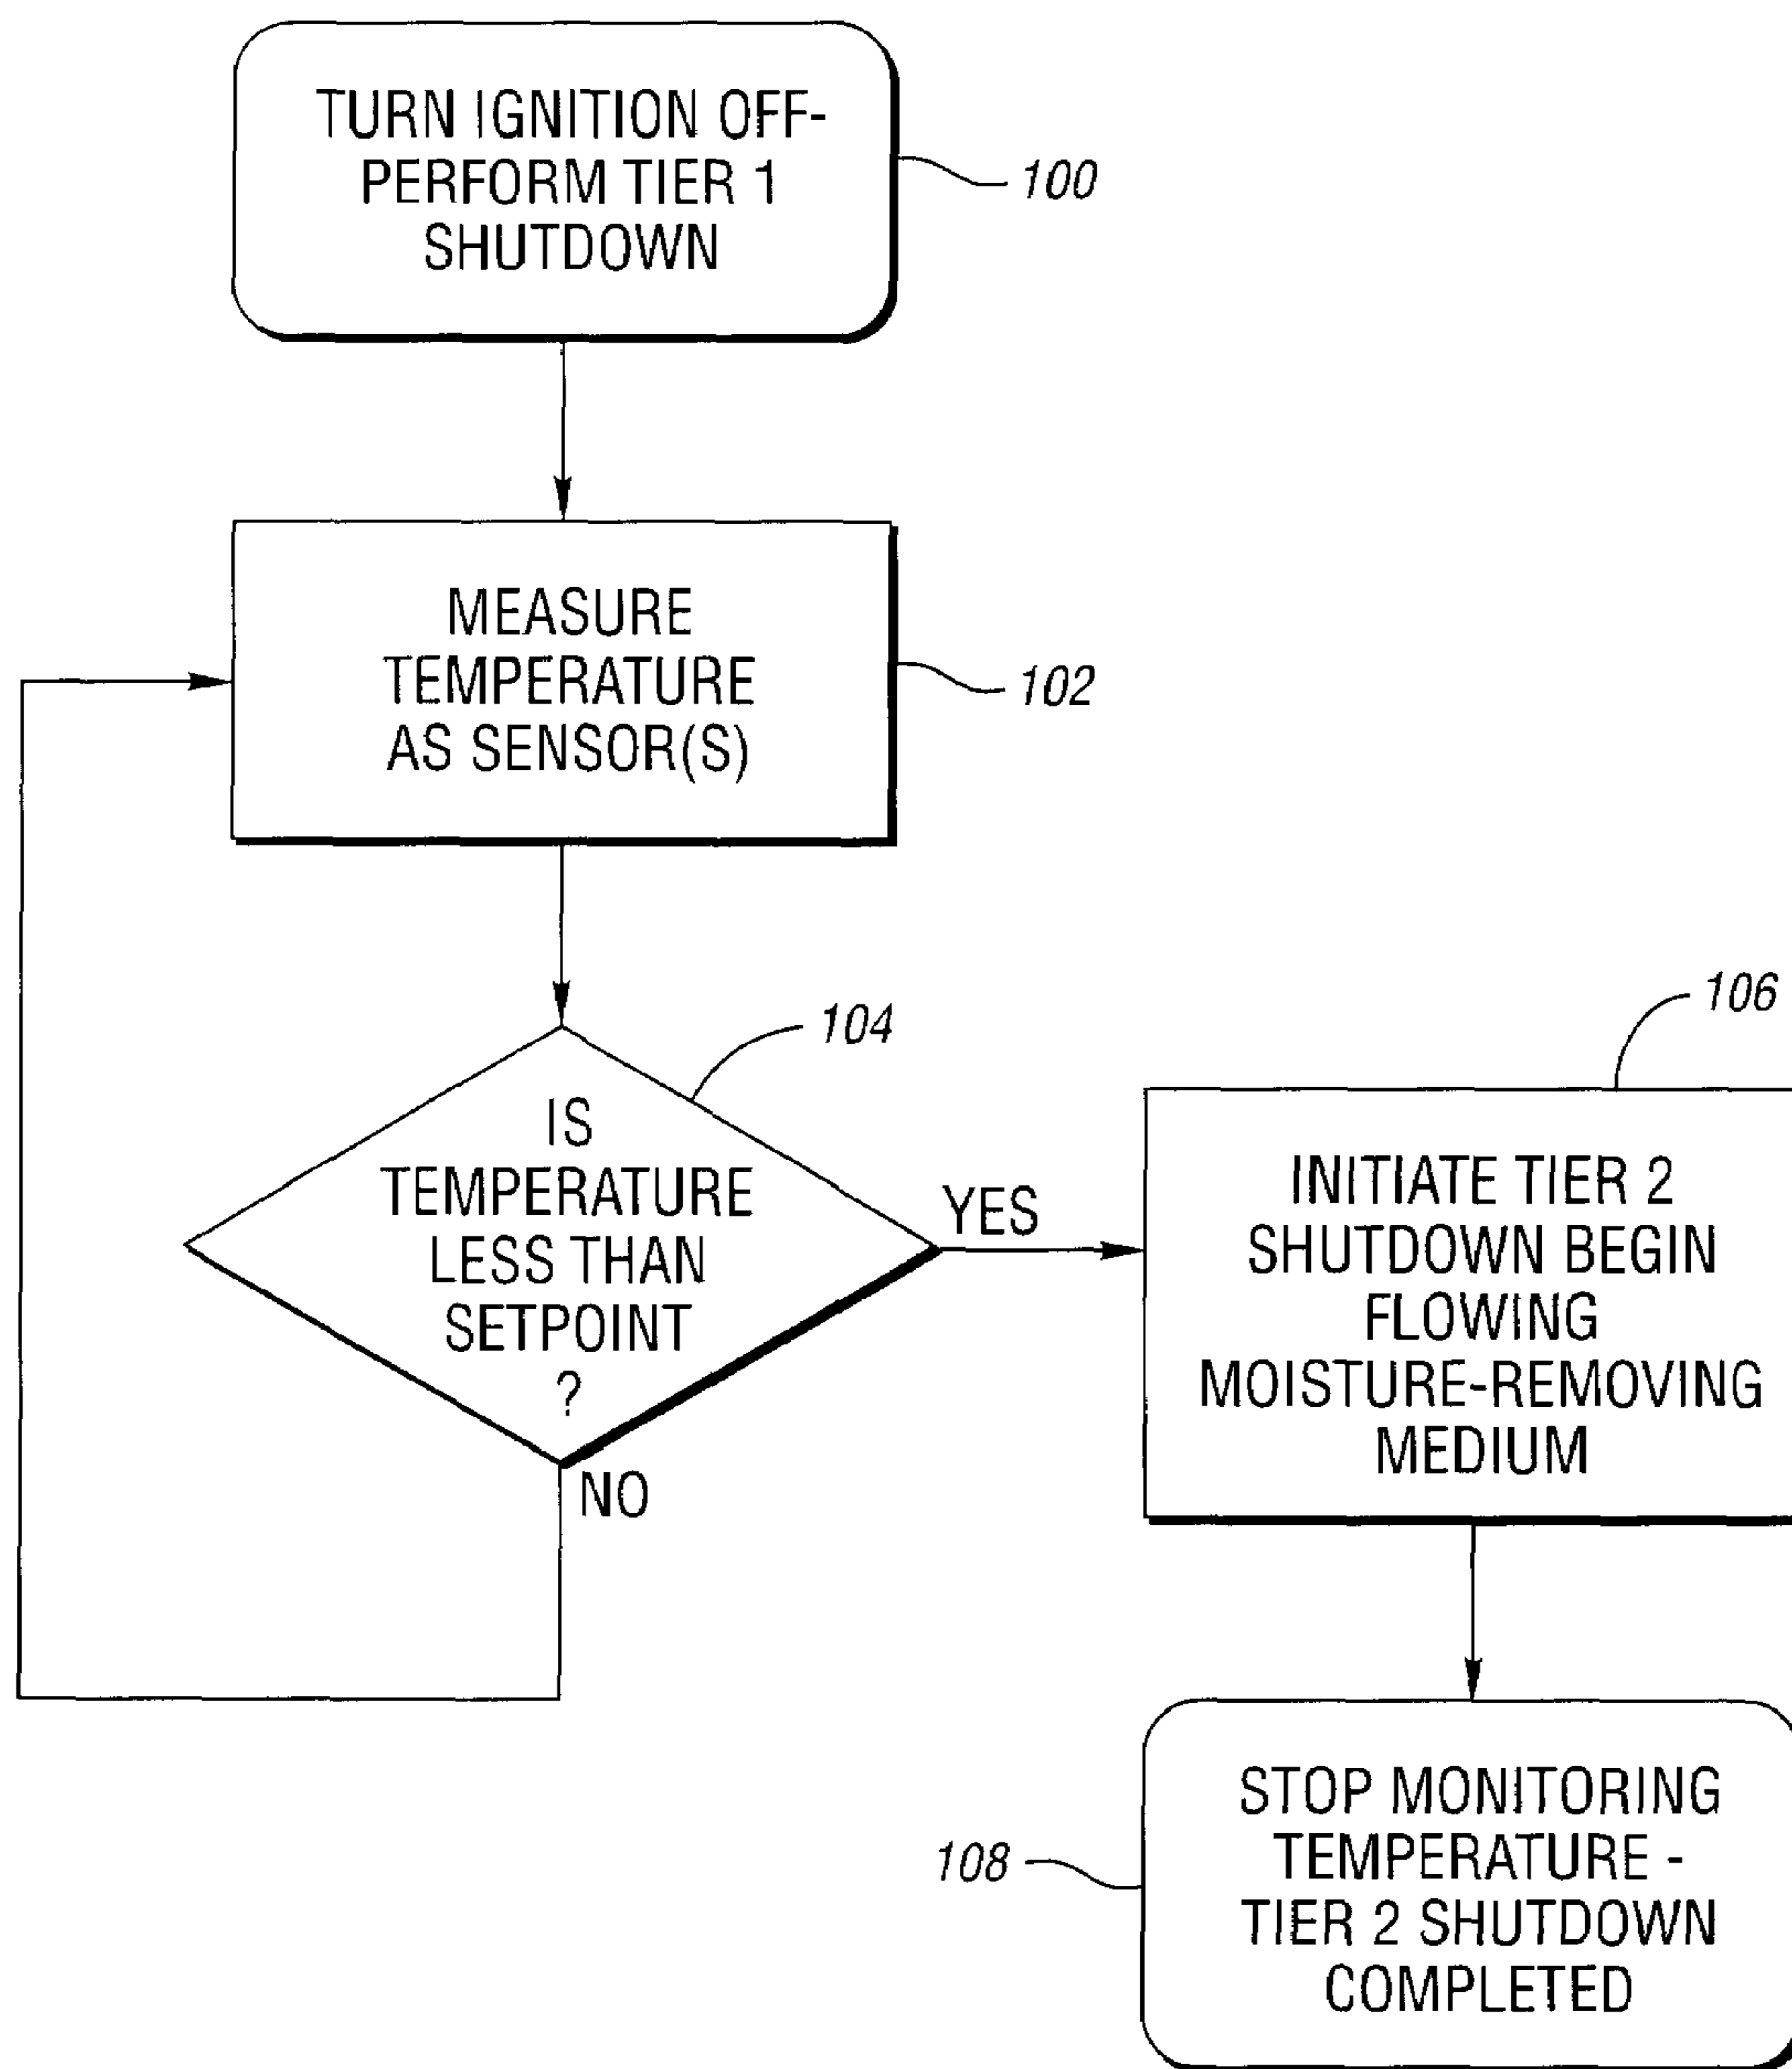 TURN IGNITION OFF-
PERFORM TIER 1
SHUTDOWN
100
MEASURE
TEMPERATURE
AS SENSOR(S)
102
104
IS
TEMPERATURE
LESS THAN
SETPOINT
?
YES
NO
106
INITIATE TIER 2
SHUTDOWN BEGIN
FLOWING
MOISTURE-REMOVING
MEDIUM
108
STOP MONITORING
TEMPERATURE -
TIER 2 SHUTDOWN
COMPLETED